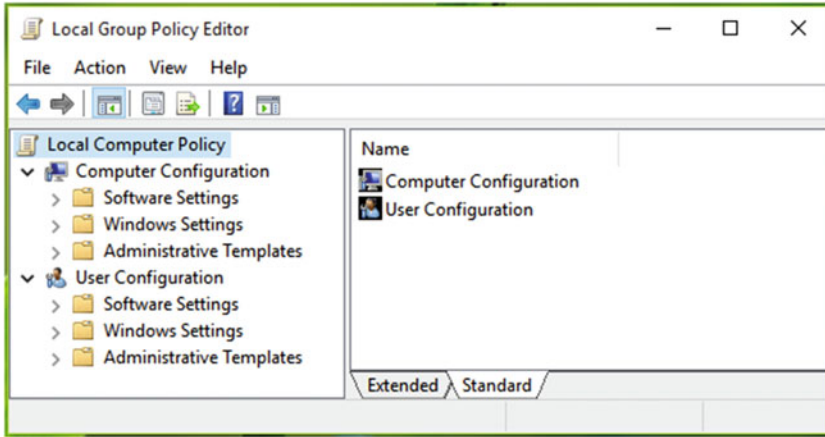 Local Group Policy Editor
File Action View Help
Local Computer Policy
Computer Configuration
Software Settings
Windows Settings
Administrative Templates
User Configuration
Software Settings
Windows Settings
Administrative Templates
Name
Computer Configuration
User Configuration
Extended Standard